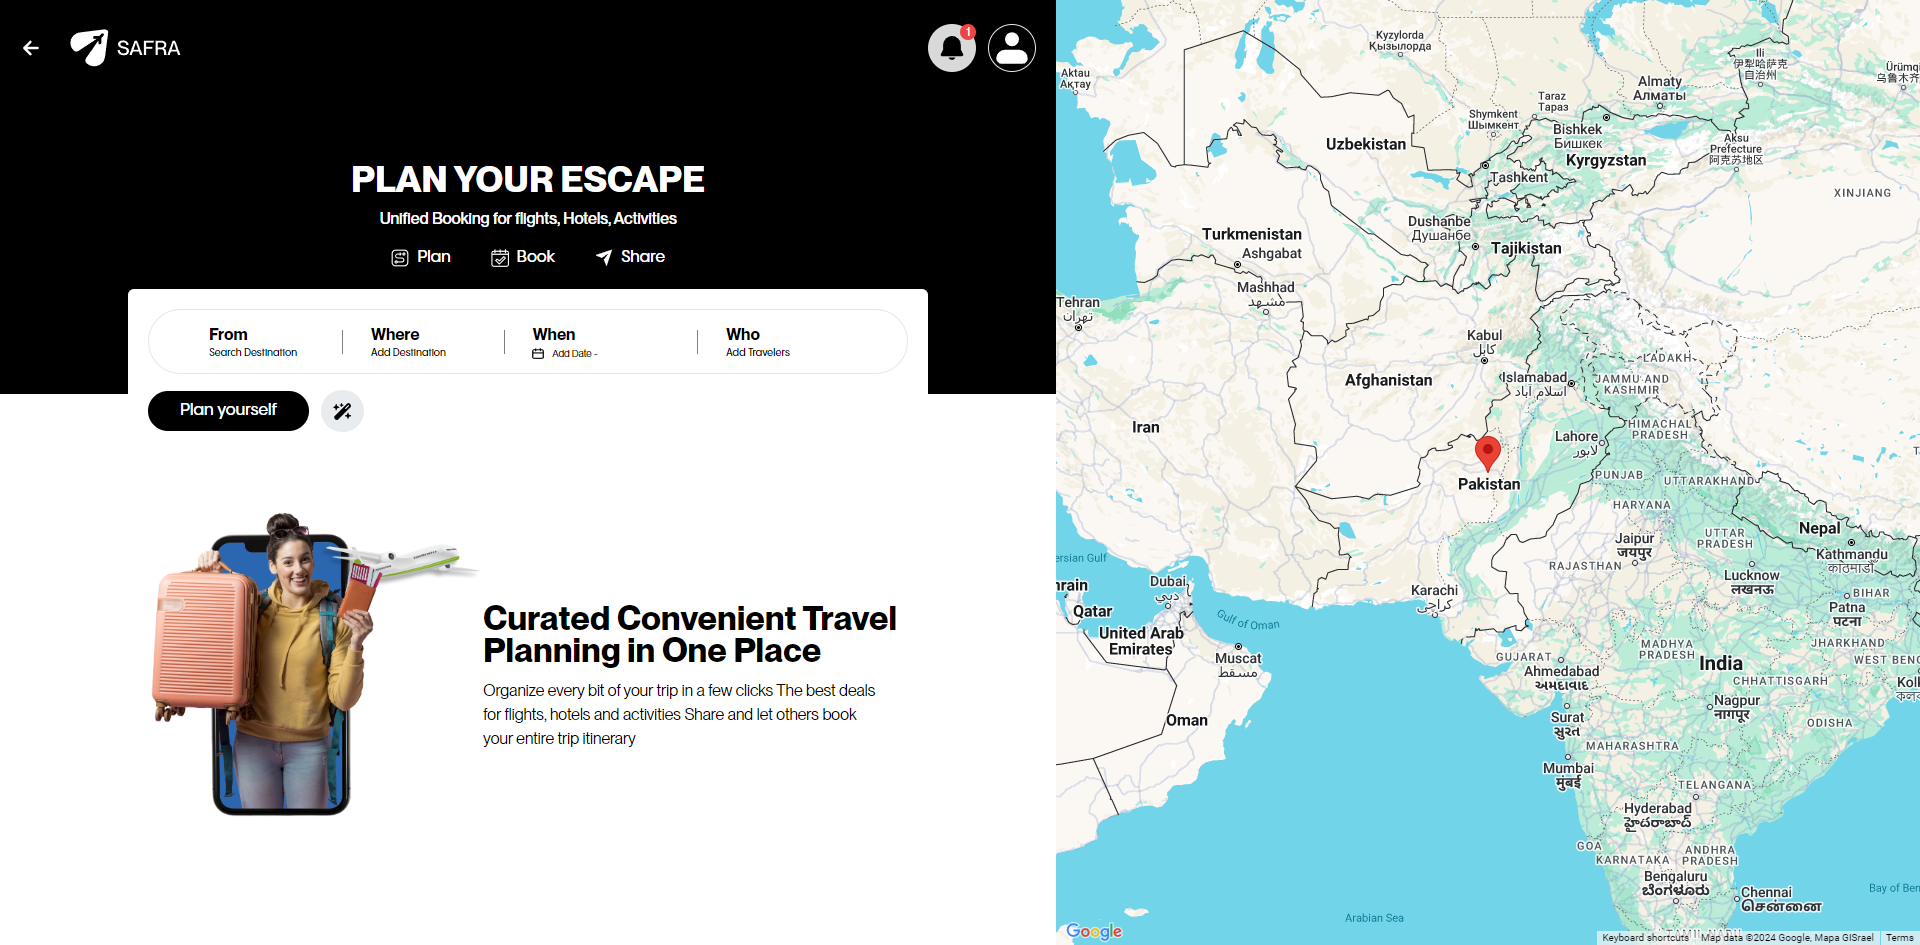 SAFRA
1
PLAN YOUR ESCAPE
Unified Booking for flights, Hotels, Activities
Plan
Book
Share
From
Search Destination
Where
Add Destination
When
Add Date -
Who
Add Travelers
Plan yourself
Curated Convenient Travel
Planning in One Place
Organize every bit of your trip in a few clicks The best deals
for flights, hotels and activities Share and let others book
your entire trip itinerary
Kyzylorda
Қызылорда
Ili
伊犁哈萨克
自治州
Ürümqi
乌鲁木齐
Aktau
Ақтау
Almaty
Алматы
Taraz
Тараз
Shymkent
Шымкент
Bishkek
Бишкек
Uzbekistan
Kyrgyzstan
Aksu
Prefecture
阿克苏地区
Tashkent
XINJIANG
Dushanbe
Душанбе
Turkmenistan
Tajikistan
Ashgabat
Mashhad
مشهد
Tehran
تهران
Kabul
کابل
LADAKH
Islamabad
اسلام آباد
JAMMU AND
KASHMIR
Afghanistan
Iran
HIMACHAL
PRADESH
Lahore
لاہور
PUNJAB
UTTARAKHAND
Pakistan
HARYANA
Nepal
Jaipur
जयपुर
UTTAR
PRADESH
Kathmandu
काठमाडौं
ersian Gulf
RAJASTHAN
Lucknow
लखनऊ
hrain
Dubai
دبي
Karachi
کراچی
BIHAR
Qatar
Patna
पटना
Gulf of Oman
United Arab
Emirates
JHARKHAND
MADHYA
PRADESH
Muscat
مسقط
GUJARAT
India
WEST BENG
Ahmedabad
અમદાવાદ
CHHATTISGARH
Kolk
Nagpur
नागपूर
Oman
Surat
સુરત
ODISHA
MAHARASHTRA
Mumbai
मुंबई
TELANGANA
Hyderabad
హైదరాబాద్
GOA
KARNATAKA
ANDHRA
PRADESH
Bengaluru
ಬೆಂಗಳೂರು
Chennai
சென்னை
Bay of Ben
Arabian Sea
TAMIL NADU
Google
Keyboard shortcuts
Map data ©2024 Google, Mapa GISrael
Terms